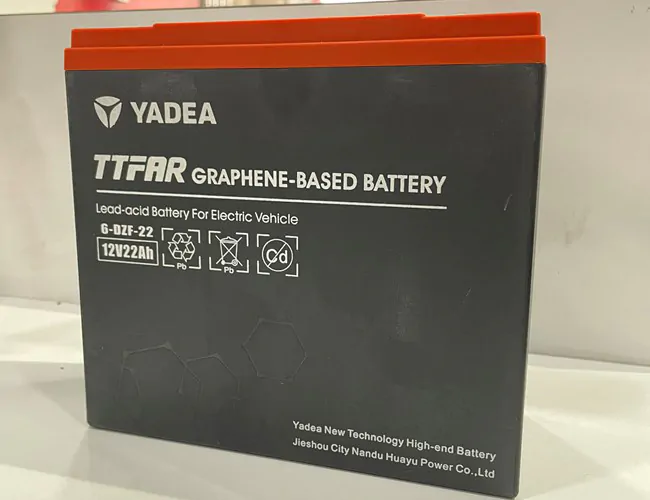 YADEA
TTFAR GRAPHENE-BASED BATTERY
Lead-acid Battery For Electric Vehicle
6-DZF-22
12V22Ah
Pb
Pb
Cd
Yadea New Technology High-end Battery
Jieshou City Nandu Huayu Power Co.,Ltd